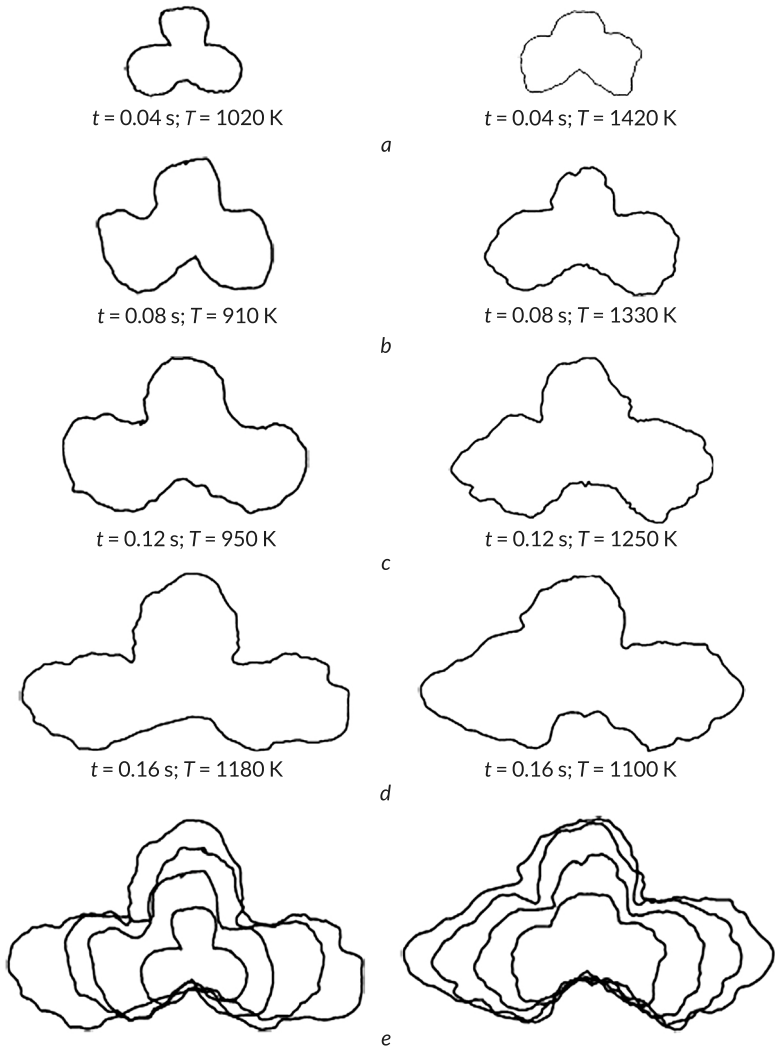 t = 0.04 s; T = 1020 K
t = 0.04 s; T = 1420 K
a
t = 0.08 s; T = 910 K
t = 0.08 s; T = 1330 K
b
t = 0.12 s; T = 950 K
t = 0.12 s; T = 1250 K
c
t = 0.16 s; T = 1180 K
t = 0.16 s; T = 1100 K
d
e